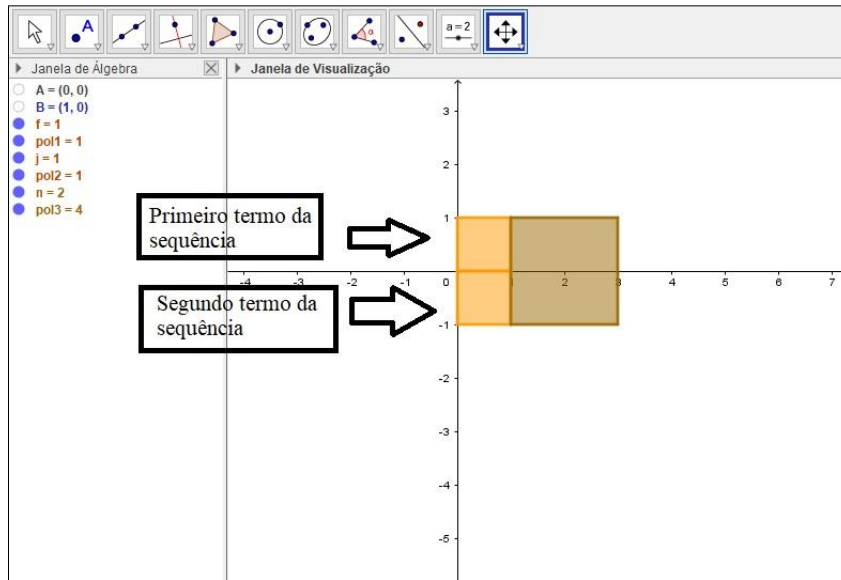 A
α
a=2
Janela de Álgebra
Janela de Visualização
A = (0, 0)
B = (1, 0)
f = 1
pol1 = 1
j = 1
pol2 = 1
n = 2
pol3 = 4
Primeiro termo da
sequência
Segundo termo da
sequência
3
2
1
-4 -3 -2 -1 0 1 2 3 4 5 6 7
-1
-2
-3
-4
-5